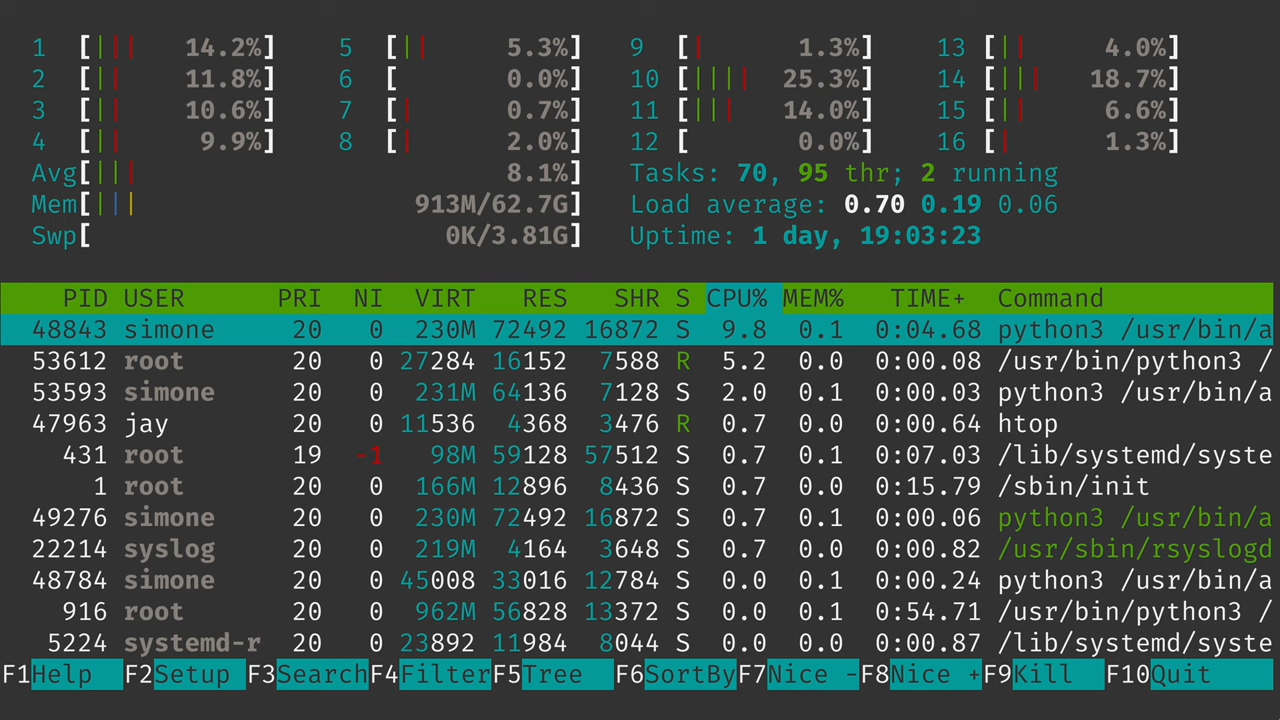 1 [||| 14.2%] 5 [|| 5.3%] 9 [| 1.3%] 13 [|| 4.0%]
2 [|| 11.8%] 6 [ 0.0%] 10 [|||| 25.3%] 14 [||| 18.7%]
3 [|| 10.6%] 7 [| 0.7%] 11 [||| 14.0%] 15 [|| 6.6%]
4 [|| 9.9%] 8 [| 2.0%] 12 [ 0.0%] 16 [| 1.3%]
Avg[||| 8.1%] Tasks: 70, 95 thr; 2 running
Mem[||| 913M/62.7G] Load average: 0.70 0.19 0.06
Swp[ 0K/3.81G] Uptime: 1 day, 19:03:23
PID USER PRI NI VIRT RES SHR S CPU% MEM% TIME+ Command
48843 simone 20 0 230M 72492 16872 S 9.8 0.1 0:04.68 python3 /usr/bin/a
53612 root 20 0 27284 16152 7588 R 5.2 0.0 0:00.08 /usr/bin/python3 /
53593 simone 20 0 231M 64136 7128 S 2.0 0.1 0:00.03 python3 /usr/bin/a
47963 jay 20 0 11536 4368 3476 R 0.7 0.0 0:00.64 htop
431 root 19 -1 98M 59128 57512 S 0.7 0.1 0:07.03 /lib/systemd/syste
1 root 20 0 166M 12896 8436 S 0.7 0.0 0:15.79 /sbin/init
49276 simone 20 0 230M 72492 16872 S 0.7 0.1 0:00.06 python3 /usr/bin/a
22214 syslog 20 0 219M 4164 3648 S 0.7 0.0 0:00.82 /usr/sbin/rsyslogd
48784 simone 20 0 45008 33016 12784 S 0.0 0.1 0:00.24 python3 /usr/bin/a
916 root 20 0 962M 56828 13372 S 0.0 0.1 0:54.71 /usr/bin/python3 /
5224 systemd-r 20 0 23892 11984 8044 S 0.0 0.0 0:00.87 /lib/systemd/syste
F1Help F2Setup F3SearchF4FilterF5Tree F6SortByF7Nice -F8Nice +F9Kill F10Quit